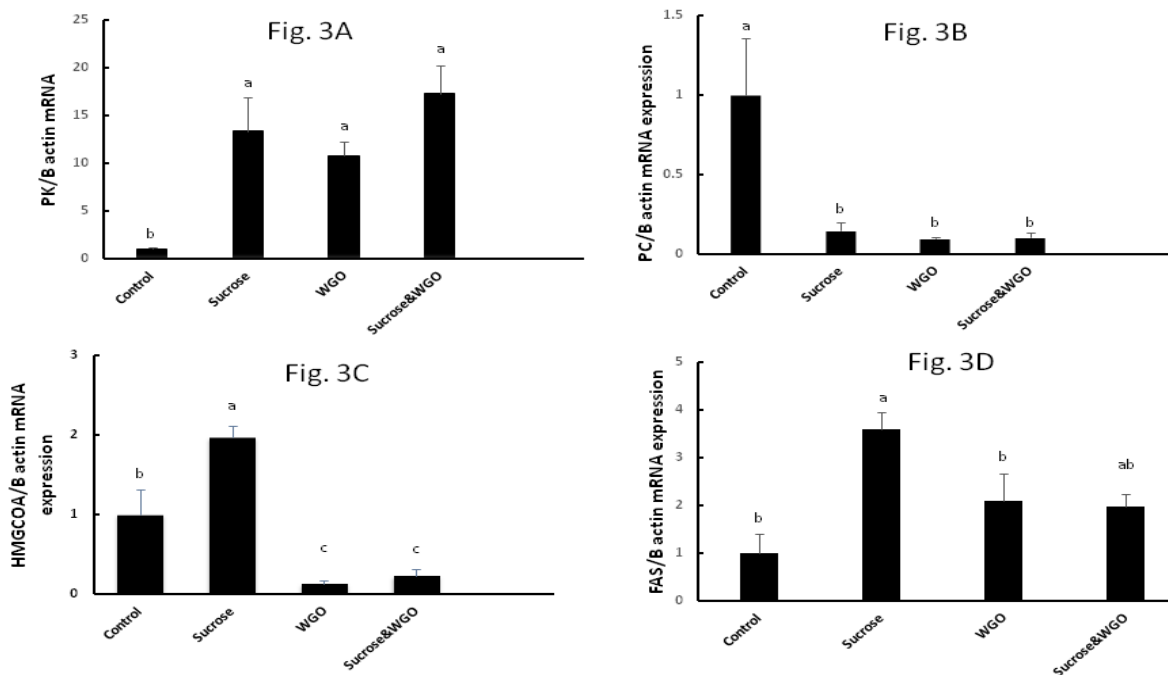 Fig. 3A
PK/B actin mRNA
25
20
15
10
5
0
b
a
a
a
Control
Sucrose
WGO
Sucrose&WGO
Fig. 3B
PC/B actin mRNA expression
1.5
1
0.5
0
a
b
b
b
Control
Sucrose
WGO
Sucrose&WGO
Fig. 3C
HMGCOA/B actin mRNA
expression
3
2
1
0
b
a
c
c
Control
Sucrose
WGO
Sucrose&WGO
Fig. 3D
FAS/B actin mRNA expression
5
4
3
2
1
0
b
a
b
ab
Control
Sucrose
WGO
Sucrose&WGO